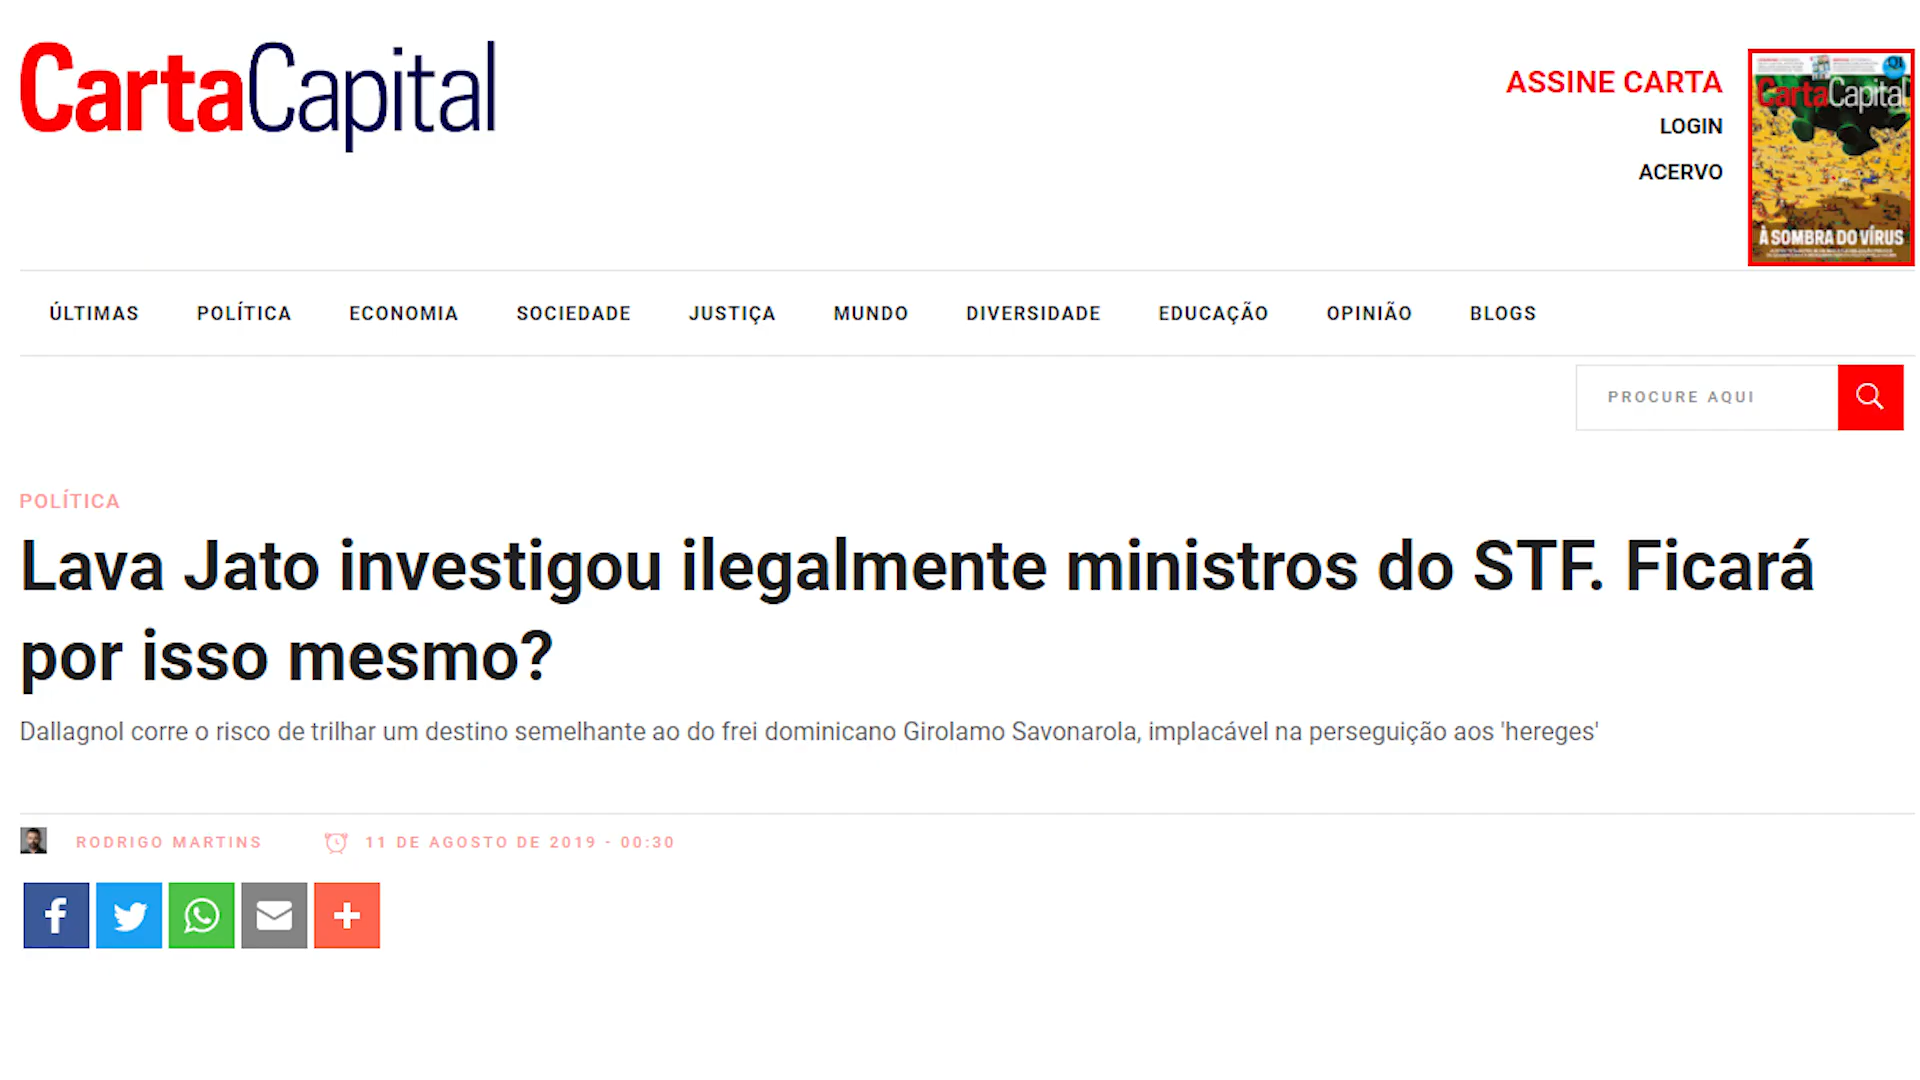 CartaCapital
ASSINE CARTA
LOGIN
ACERVO
CartaCapital
À SOMBRA DO VÍRUS
ÚLTIMAS POLÍTICA ECONOMIA SOCIEDADE JUSTIÇA MUNDO DIVERSIDADE EDUCAÇÃO OPINIÃO BLOGS
PROCURE AQUI
POLÍTICA
Lava Jato investigou ilegalmente ministros do STF. Ficará
por isso mesmo?
Dallagnol corre o risco de trilhar um destino semelhante ao do frei dominicano Girolamo Savonarola, implacável na perseguição aos 'hereges'
RODRIGO MARTINS 11 DE AGOSTO DE 2019 - 00:30